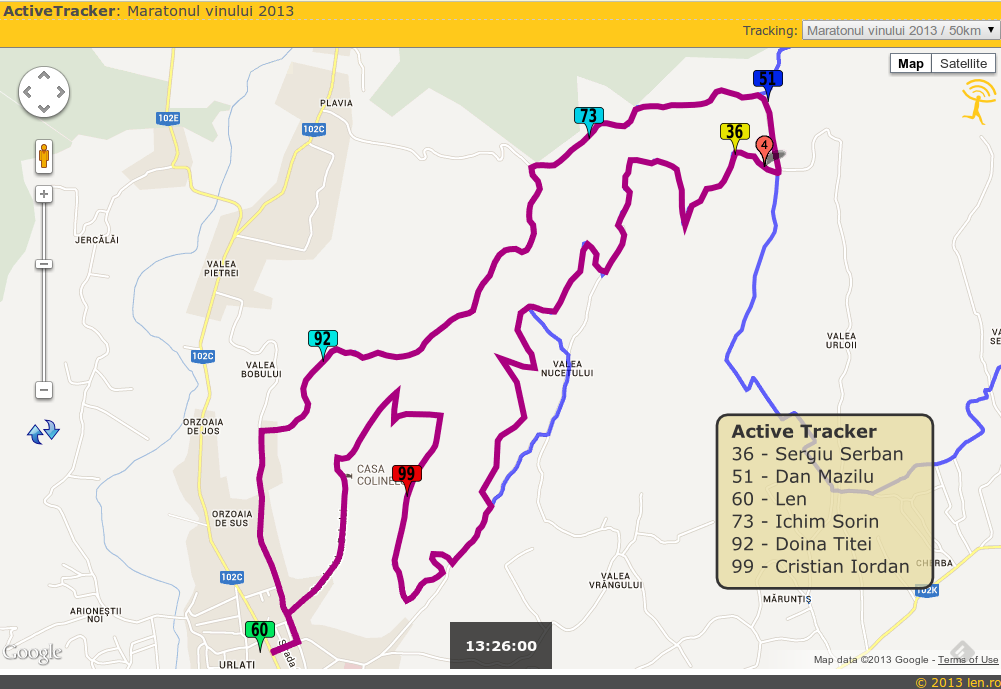 ActiveTracker: Maratonul vinului 2013
Tracking: Maratonul vinului 2013 / 50km
Map Satellite
51
PLAVIA
102E
73
102C
36
4
JERCĂLĂI
VALEA
PIETREI
92
VALEA
URLOII
102C
VALEA
BOBULUI
VALEA
NUCETULUI
ORZOAIA
DE JOS
Active Tracker
36 - Sergiu Serban
51 - Dan Mazilu
60 - Len
73 - Ichim Sorin
92 - Doina Titei
99 - Cristian Iordan
CASA
99
ORZOAIA
DE SUS
CHERBA
102C
VALEA
VRÂNGULUI
102K
MĂRUNȚIȘ
ARIONEȘTII
NOI
60
13:26:00
Google
URLATI
Map data ©2013 Google - Terms of Use
© 2013 len.ro